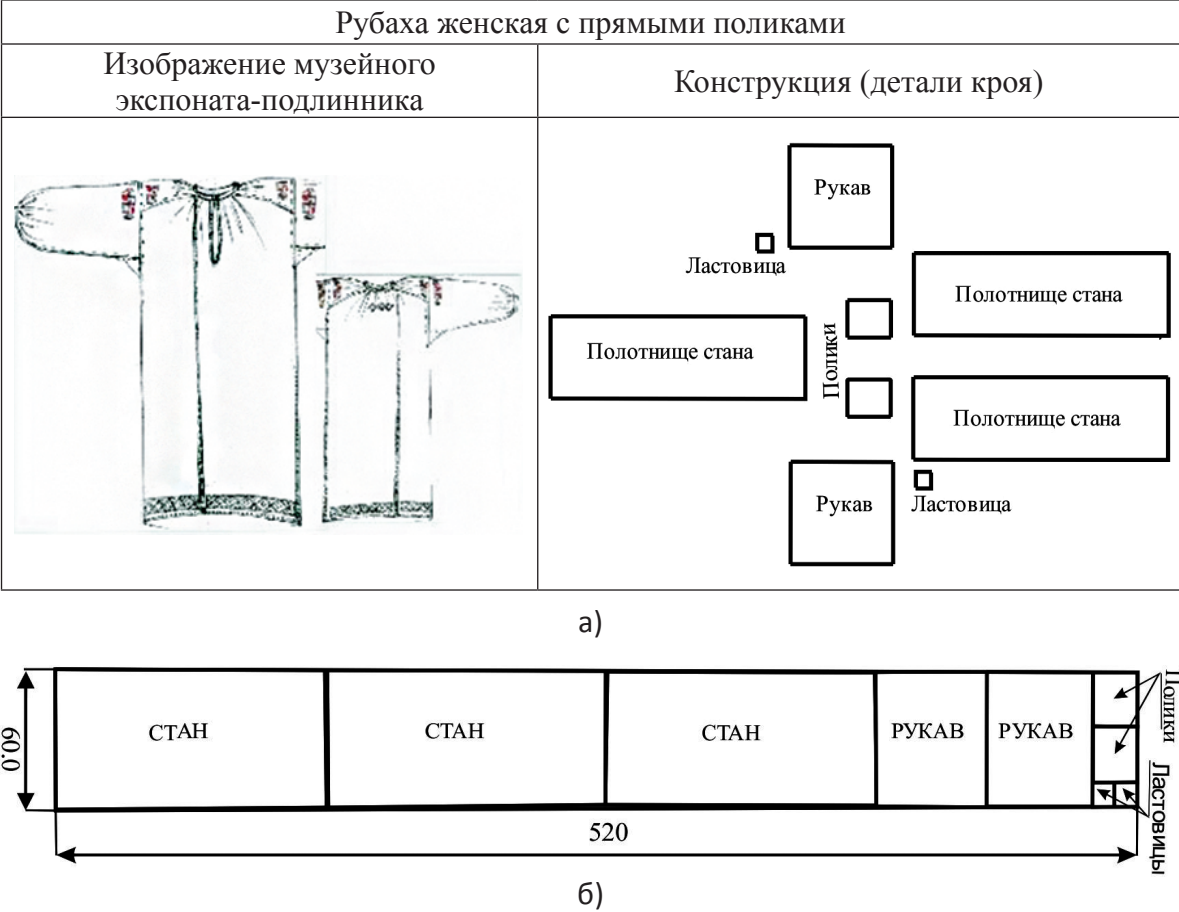 Рубаха женская с прямыми поликами
Изображение музейного
экспоната-подлинника
Конструкция (детали кроя)
Рукав
Ластовица
Полотнище стана
Полотнище стана
Полики
Полотнище стана
Рукав
Ластовица
а)
60.0
СТАН
СТАН
СТАН
РУКАВ
РУКАВ
Полики
Ластовицы
520
б)